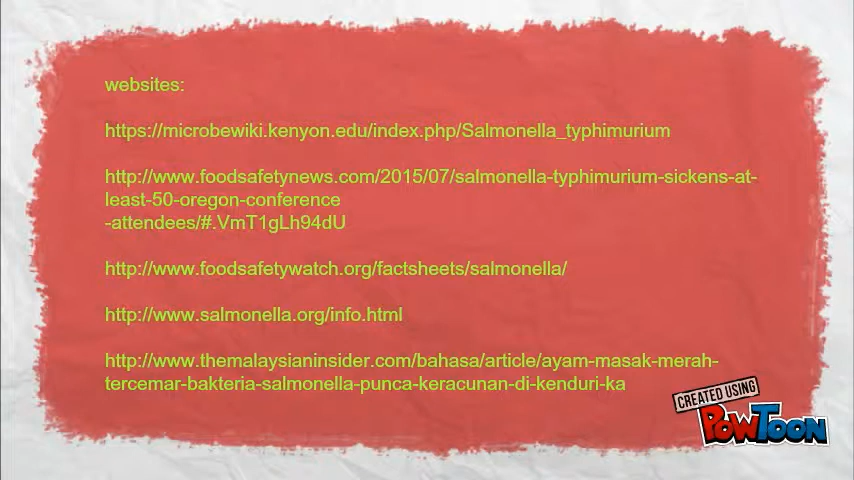 websites:
https://microbewiki.kenyon.edu/index.php/Salmonella_typhimurium
http://www.foodsafetynews.com/2015/07/salmonella-typhimurium-sickens-at-
least-50-oregon-conference
-attendees/#.VmT1gLh94dU
http://www.foodsafetywatch.org/factsheets/salmonella/
http://www.salmonella.org/info.html
http://www.themalaysianinsider.com/bahasa/article/ayam-masak-merah-
tercemar-bakteria-salmonella-punca-keracunan-di-kenduri-ka
CREATED USING
POWTOON